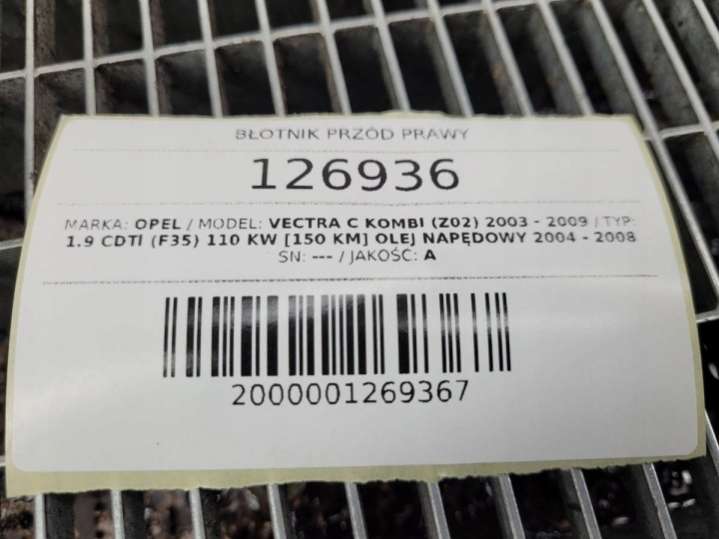 BŁOTNIK PRZÓD PRAWY
126936
MARKA: OPEL / MODEL: VECTRA C KOMBI (Z02) 2003 - 2009 / TYP:
1.9 CDTI (F35) 110 KW [150 KM] OLEJ NAPĘDOWY 2004 - 2008
SN: --- / JAKOŚĆ: A
2000001269367